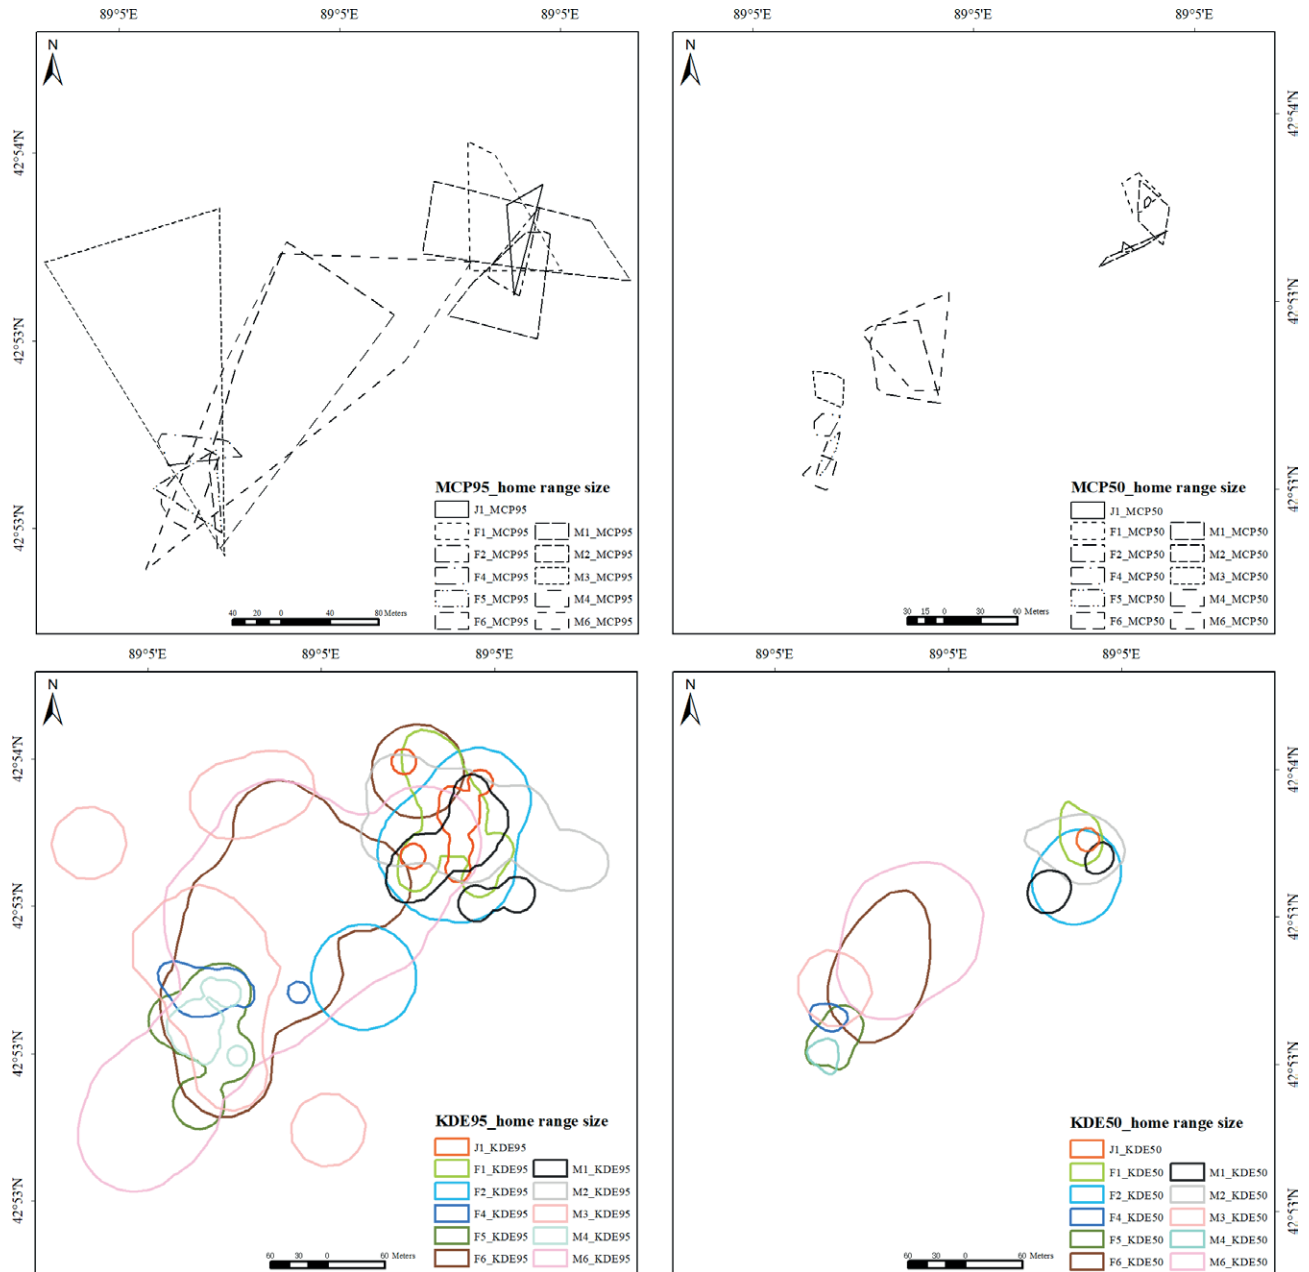 89°5'E 89°5'E 89°5'E
89°5'E 89°5'E 89°5'E
N
42°54'N
42°53'N
42°53'N
MCP95_home range size
J1_MCP95
F1_MCP95 M1_MCP95
F2_MCP95 M2_MCP95
F4_MCP95 M3_MCP95
F5_MCP95 M4_MCP95
F6_MCP95 M6_MCP95
40 20 0 40 80 Meters
N
42°54'N
42°53'N
42°53'N
MCP50_home range size
J1_MCP50
F1_MCP50 M1_MCP50
F2_MCP50 M2_MCP50
F4_MCP50 M3_MCP50
F5_MCP50 M4_MCP50
F6_MCP50 M6_MCP50
30 15 0 30 60 Meters
89°5'E 89°5'E 89°5'E
89°5'E 89°5'E 89°5'E
N
42°54'N
42°53'N
42°53'N
42°53'N
KDE95_home range size
J1_KDE95
F1_KDE95 M1_KDE95
F2_KDE95 M2_KDE95
F4_KDE95 M3_KDE95
F5_KDE95 M4_KDE95
F6_KDE95 M6_KDE95
60 30 0 60 Meters
N
42°54'N
42°53'N
42°53'N
42°53'N
KDE50_home range size
J1_KDE50
F1_KDE50 M1_KDE50
F2_KDE50 M2_KDE50
F4_KDE50 M3_KDE50
F5_KDE50 M4_KDE50
F6_KDE50 M6_KDE50
60 30 0 60 Meters